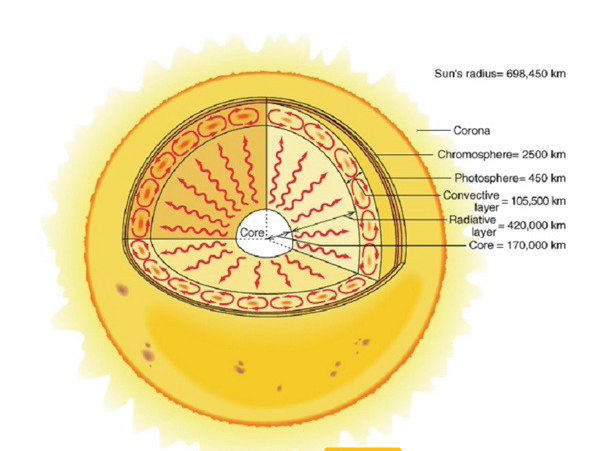 Sun's radius= 698,450 km
Corona
Chromosphere= 2500 km
Photosphere= 450 km
Convective layer = 105,500 km
Radiative layer = 420,000 km
Core = 170,000 km
Core